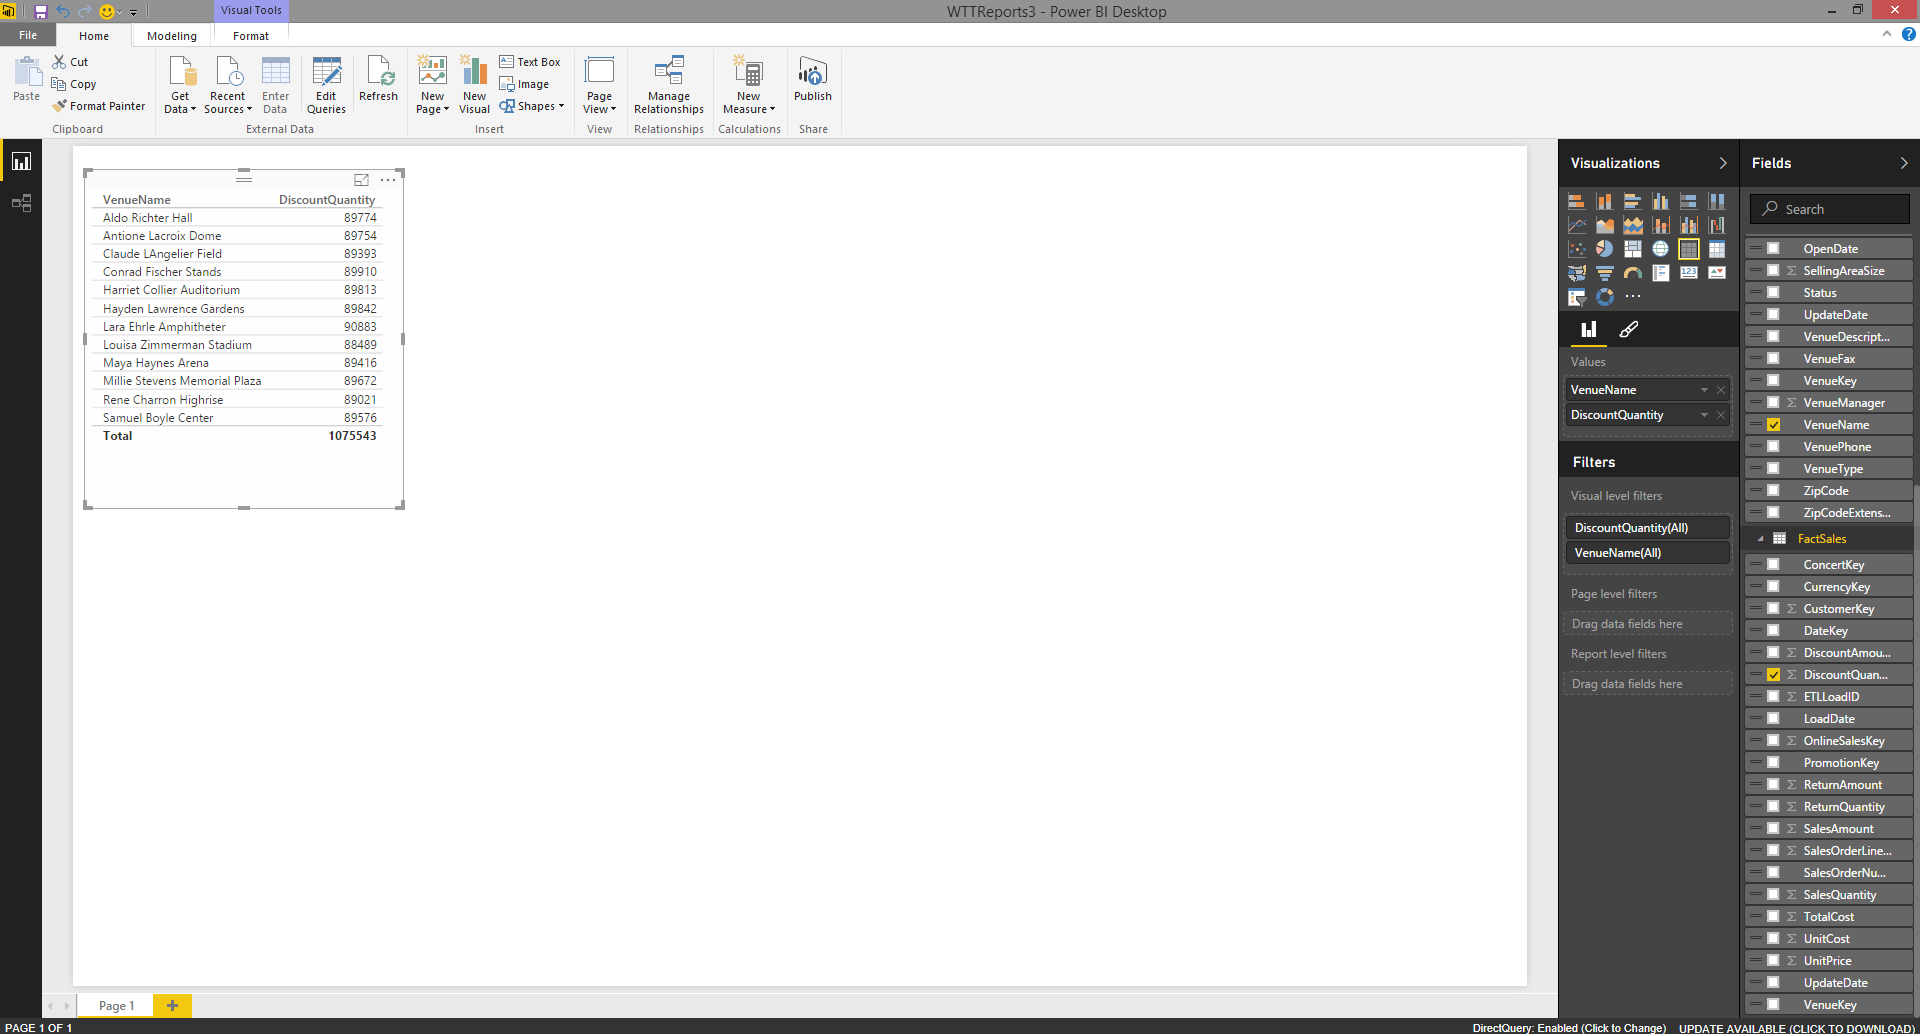 Visual Tools
WTTReports3 - Power BI Desktop
File
Home
Modeling
Format
Paste
Cut
Copy
Format Painter
Clipboard
Get Data
Recent Sources
Enter Data
Edit Queries
Refresh
External Data
New Page
New Visual
Text Box
Image
Shapes
Insert
Page View
View
Manage Relationships
Relationships
New Measure
Calculations
Publish
Share
VenueName DiscountQuantity
Aldo Richter Hall 89774
Antione Lacroix Dome 89754
Claude LAngelier Field 89393
Conrad Fischer Stands 89910
Harriet Collier Auditorium 89813
Hayden Lawrence Gardens 89842
Lara Ehrle Amphitheter 90883
Louisa Zimmerman Stadium 88489
Maya Haynes Arena 89416
Millie Stevens Memorial Plaza 89672
Rene Charron Highrise 89021
Samuel Boyle Center 89576
Total 1075543
Visualizations
123
Values
VenueName
DiscountQuantity
Filters
Visual level filters
DiscountQuantity(All)
VenueName(All)
Page level filters
Drag data fields here
Report level filters
Drag data fields here
Fields
Search
OpenDate
Σ SellingAreaSize
Status
UpdateDate
VenueDescript...
VenueFax
VenueKey
Σ VenueManager
VenueName
VenuePhone
VenueType
ZipCode
ZipCodeExtens...
FactSales
ConcertKey
CurrencyKey
Σ CustomerKey
DateKey
Σ DiscountAmou...
Σ DiscountQuan...
Σ ETLLoadID
LoadDate
Σ OnlineSalesKey
PromotionKey
Σ ReturnAmount
Σ ReturnQuantity
Σ SalesAmount
Σ SalesOrderLine...
SalesOrderNu...
Σ SalesQuantity
Σ TotalCost
Σ UnitCost
Σ UnitPrice
UpdateDate
VenueKey
Page 1
PAGE 1 OF 1
DirectQuery: Enabled (Click to Change)
UPDATE AVAILABLE (CLICK TO DOWNLOAD)